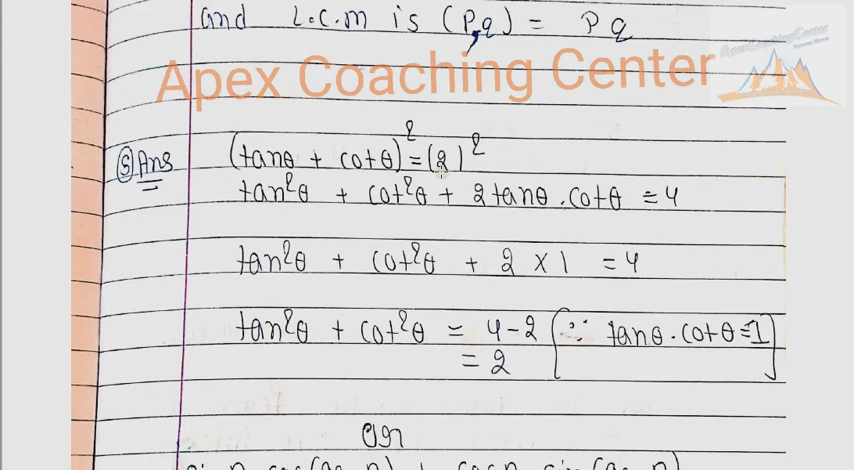 and L.C.M is (P,q) = Pq
Apex Coaching Center
⑤ Ans (tanθ + cotθ)² = (2)²
tan²θ + cot²θ + 2tanθ.cotθ = 4
tan²θ + cot²θ + 2 × 1 = 4
tan²θ + cot²θ = 4-2 [∵ tanθ.cotθ=1]
= 2
or